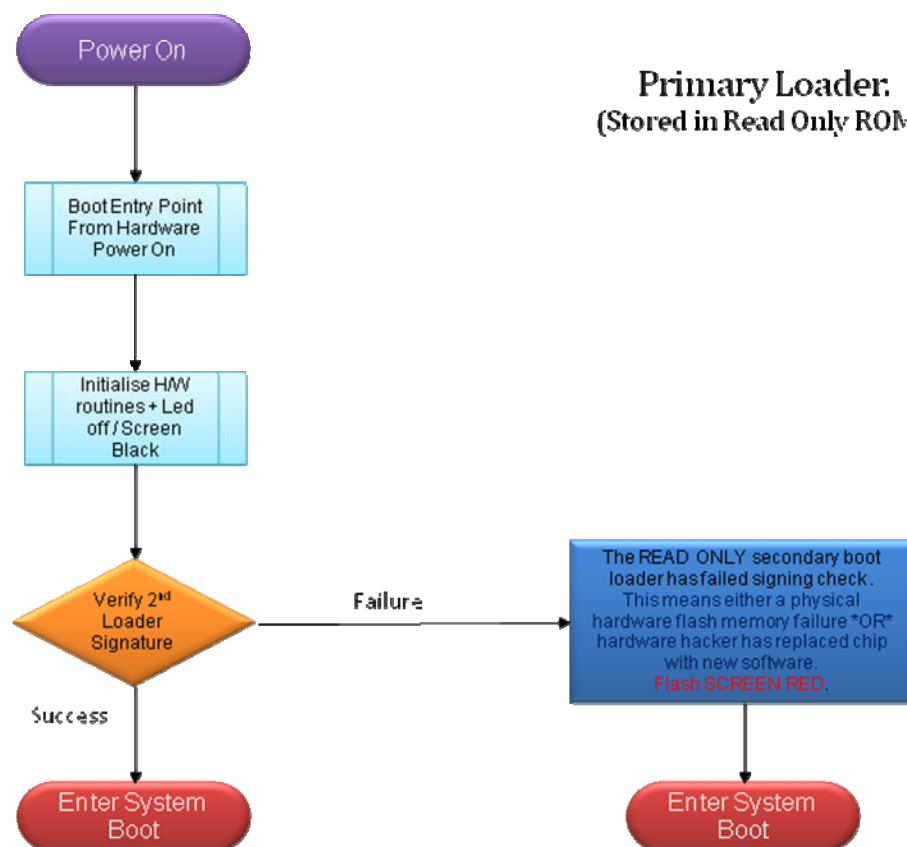 Power On
Primary Loader.
(Stored in Read Only ROM
Boot Entry Point
From Hardware
Power On
Initialise H/W
routines + Led
off / Screen
Black
Verify 2nd
Loader
Signature
Failure
The READ ONLY secondary boot
loader has failed signing check.
This means either a physical
hardware flash memory failure *OR*
hardware hacker has replaced chip
with new software.
Flash SCREEN RED.
Success
Enter System
Boot
Enter System
Boot